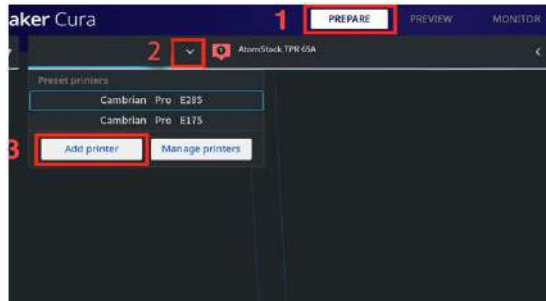 aker Cura 1 PREPARE PREVIEW MONITOR
2 AtomStack TPR 65A
Preset printers
Cambrian Pro E285
Cambrian Pro E175
3 Add printer Manage printers